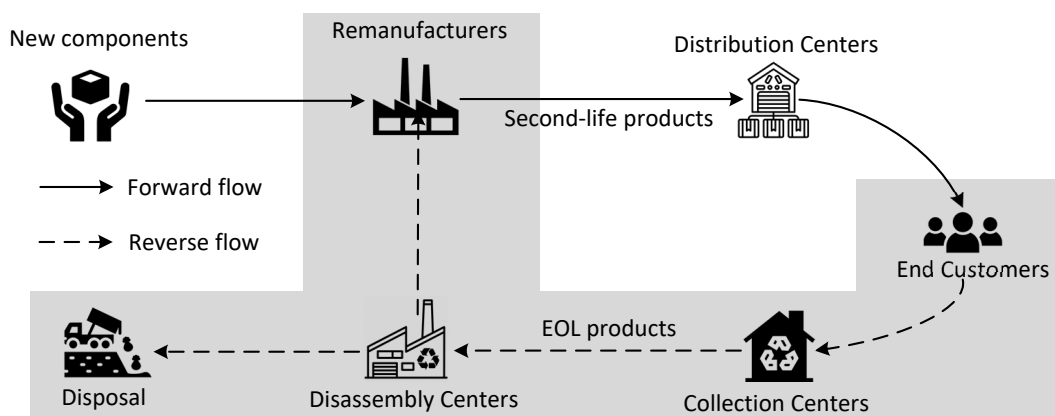 New components
Remanufacturers
Distribution Centers
Second-life products
Forward flow
Reverse flow
End Customers
EOL products
Disposal
Disassembly Centers
Collection Centers